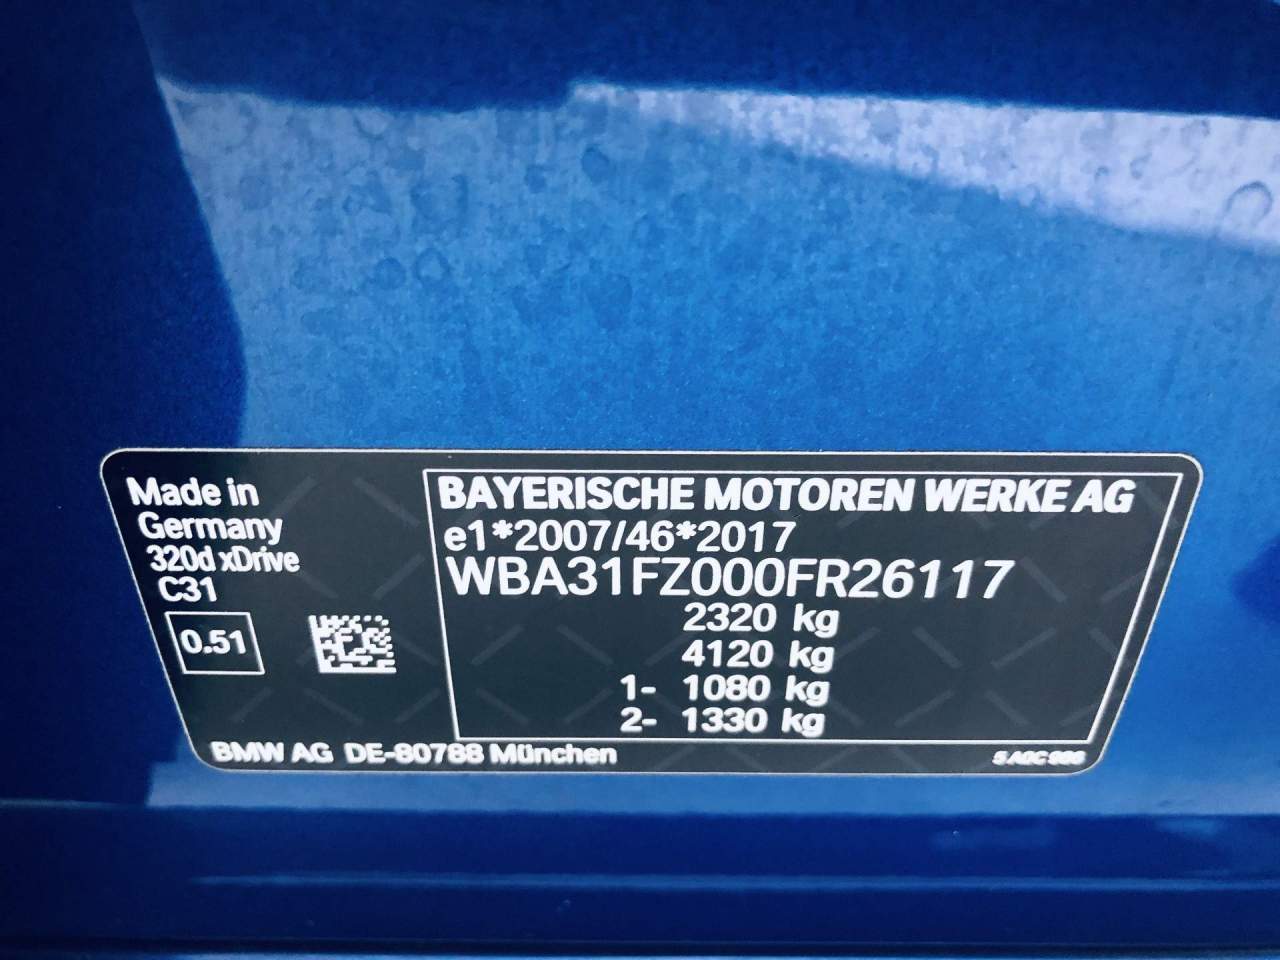 Made in
Germany
320d xDrive
C31
0.51
BAYERISCHE MOTOREN WERKE AG
e1*2007/46*2017
WBA31FZ000FR26117
2320 kg
4120 kg
1- 1080 kg
2- 1330 kg
BMW AG DE-80788 München